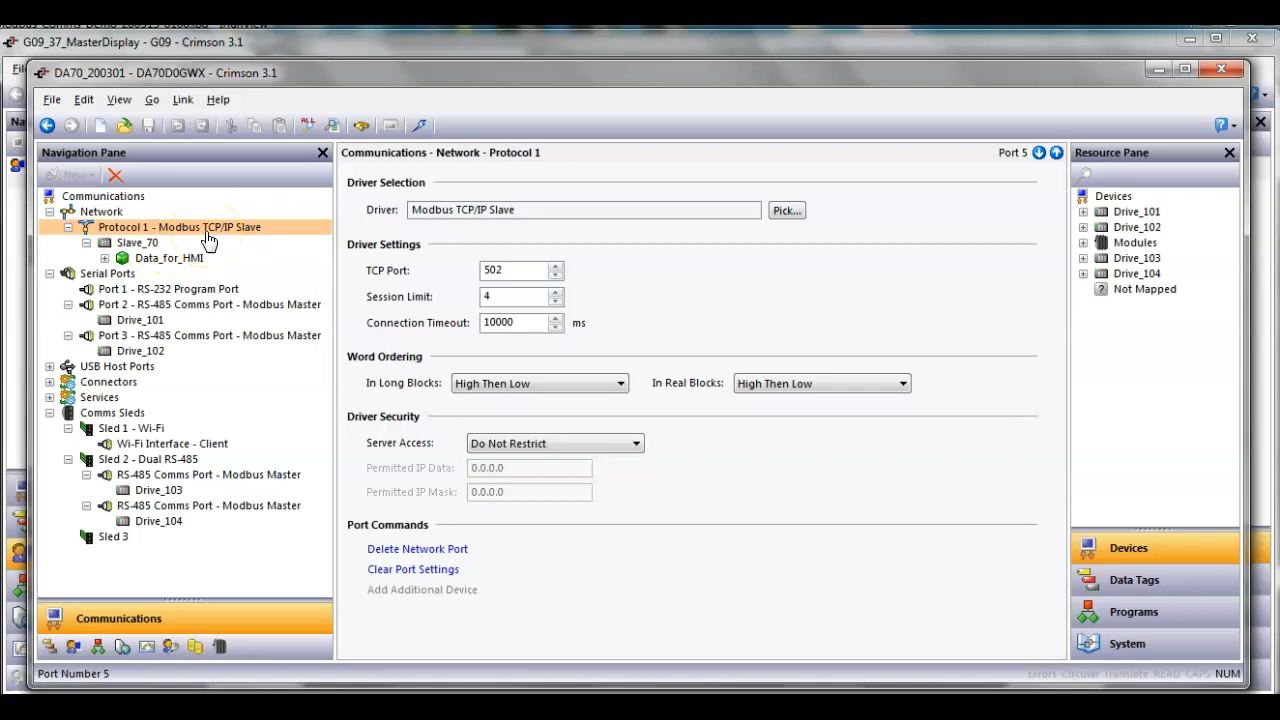 G09_37_MasterDisplay - G09 - Crimson 3.1
DA70_200301 - DA70D0GWX - Crimson 3.1
File Edit View Go Link Help
Navigation Pane
New
Communications
Network
Protocol 1 - Modbus TCP/IP Slave
Slave_70
Data_for_HMI
Serial Ports
Port 1 - RS-232 Program Port
Port 2 - RS-485 Comms Port - Modbus Master
Drive_101
Port 3 - RS-485 Comms Port - Modbus Master
Drive_102
USB Host Ports
Connectors
Services
Comms Sleds
Sled 1 - Wi-Fi
Wi-Fi Interface - Client
Sled 2 - Dual RS-485
RS-485 Comms Port - Modbus Master
Drive_103
RS-485 Comms Port - Modbus Master
Drive_104
Sled 3
Communications
Port Number 5
Communications - Network - Protocol 1 Port 5
Driver Selection
Driver: Modbus TCP/IP Slave Pick...
Driver Settings
TCP Port: 502
Session Limit: 4
Connection Timeout: 10000 ms
Word Ordering
In Long Blocks: High Then Low In Real Blocks: High Then Low
Driver Security
Server Access: Do Not Restrict
Permitted IP Data: 0.0.0.0
Permitted IP Mask: 0.0.0.0
Port Commands
Delete Network Port
Clear Port Settings
Add Additional Device
Resource Pane
Devices
Drive_101
Drive_102
Modules
Drive_103
Drive_104
Not Mapped
Devices
Data Tags
Programs
System
Errors Circular Translate READ CAPS NUM